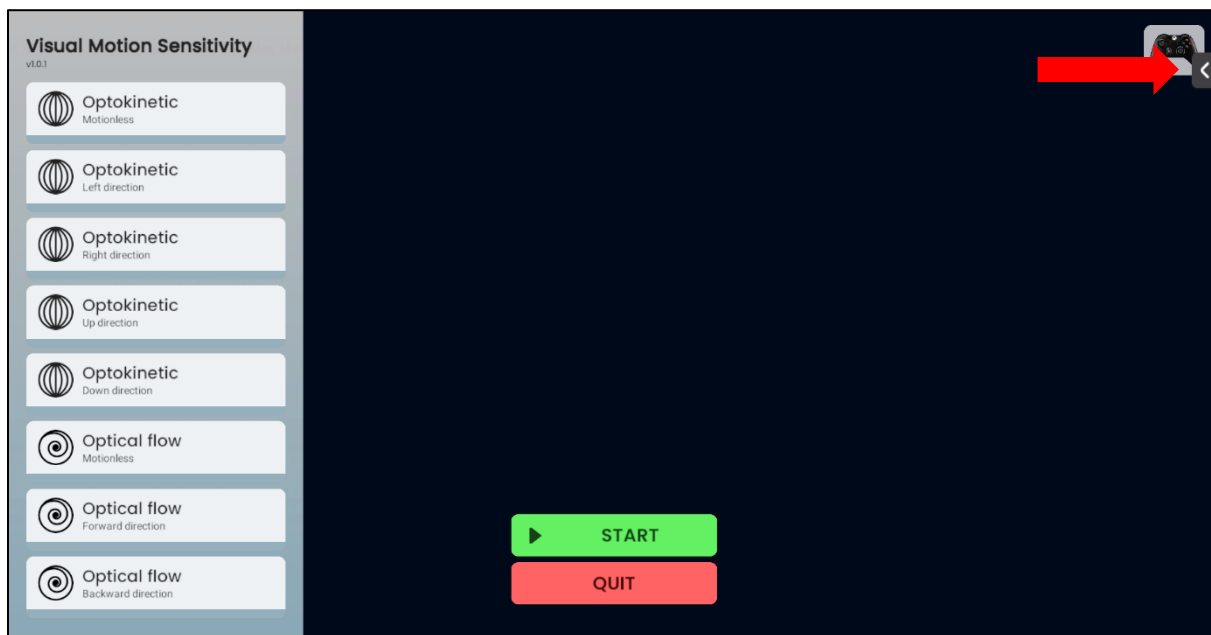 Visual Motion Sensitivity
v1.0.1
Optokinetic
Motionless
Optokinetic
Left direction
Optokinetic
Right direction
Optokinetic
Up direction
Optokinetic
Down direction
Optical flow
Motionless
Optical flow
Forward direction
Optical flow
Backward direction
START
QUIT